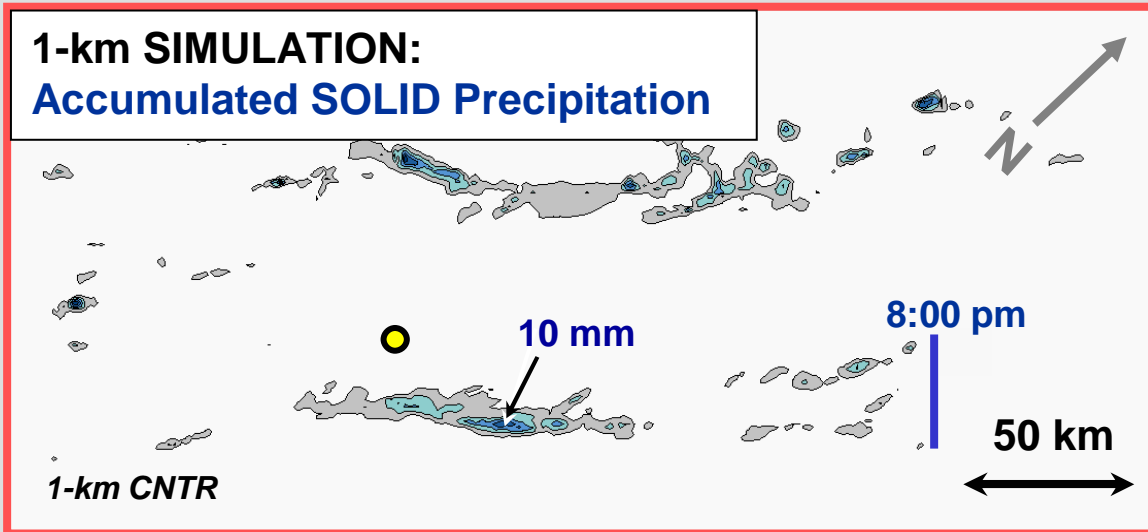 1-km SIMULATION:
Accumulated SOLID Precipitation
N
10 mm
8:00 pm
50 km
1-km CNTR